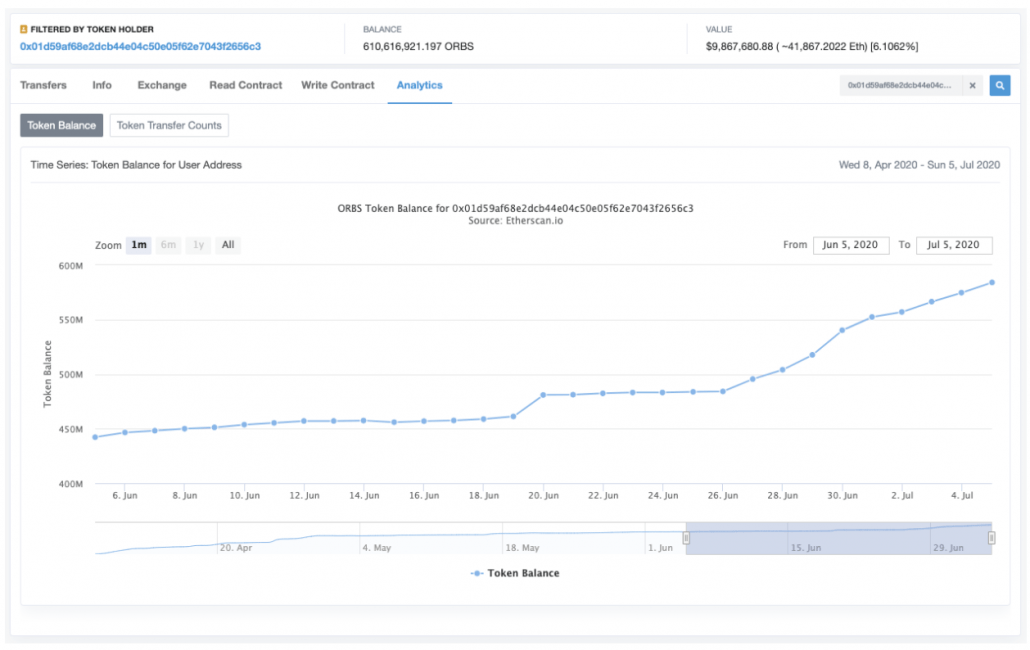 FILTERED BY TOKEN HOLDER
0x01d59af68e2dcb44e04c50e05f62e7043f2656c3
BALANCE
610,616,921.197 ORBS
VALUE
$9,867,680.88 ( ~41,867.2022 Eth) [6.1062%]
Transfers Info Exchange Read Contract Write Contract Analytics
0x01d59af68e2dcb44e04c... ×
Token Balance Token Transfer Counts
Time Series: Token Balance for User Address
Wed 8, Apr 2020 - Sun 5, Jul 2020
ORBS Token Balance for 0x01d59af68e2dcb44e04c50e05f62e7043f2656c3
Source: Etherscan.io
Zoom 1m 6m 1y All
From Jun 5, 2020 To Jul 5, 2020
Token Balance
600M
550M
500M
450M
400M
6. Jun 8. Jun 10. Jun 12. Jun 14. Jun 16. Jun 18. Jun 20. Jun 22. Jun 24. Jun 26. Jun 28. Jun 30. Jun 2. Jul 4. Jul
20. Apr 4. May 18. May 1. Jun 15. Jun 29. Jun
Token Balance